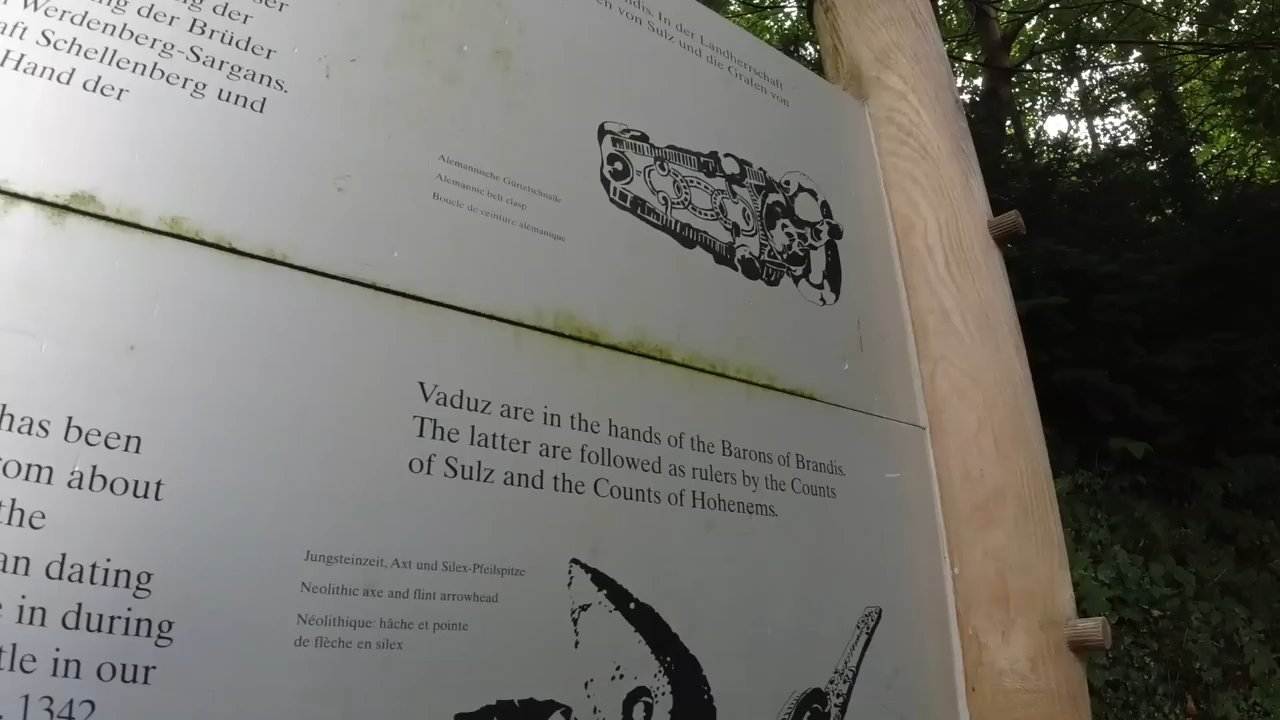 der
ng der Brüder
Werdenberg-Sargans.
aft Schellenberg und
Hand der
ndis. In der Landherrschaft
en von Sulz und die Grafen von
Alemannische Gürtelschnalle
Alemannic belt clasp
Boucle de ceinture alemanique
has been
rom about
the
an dating
e in during
tle in our
. 1342
Vaduz are in the hands of the Barons of Brandis.
The latter are followed as rulers by the Counts
of Sulz and the Counts of Hohenems.
Jungsteinzeit, Axt und Silex-Pfeilspitze
Neolithic axe and flint arrowhead
Néolithique: hâche et pointe
de flèche en silex